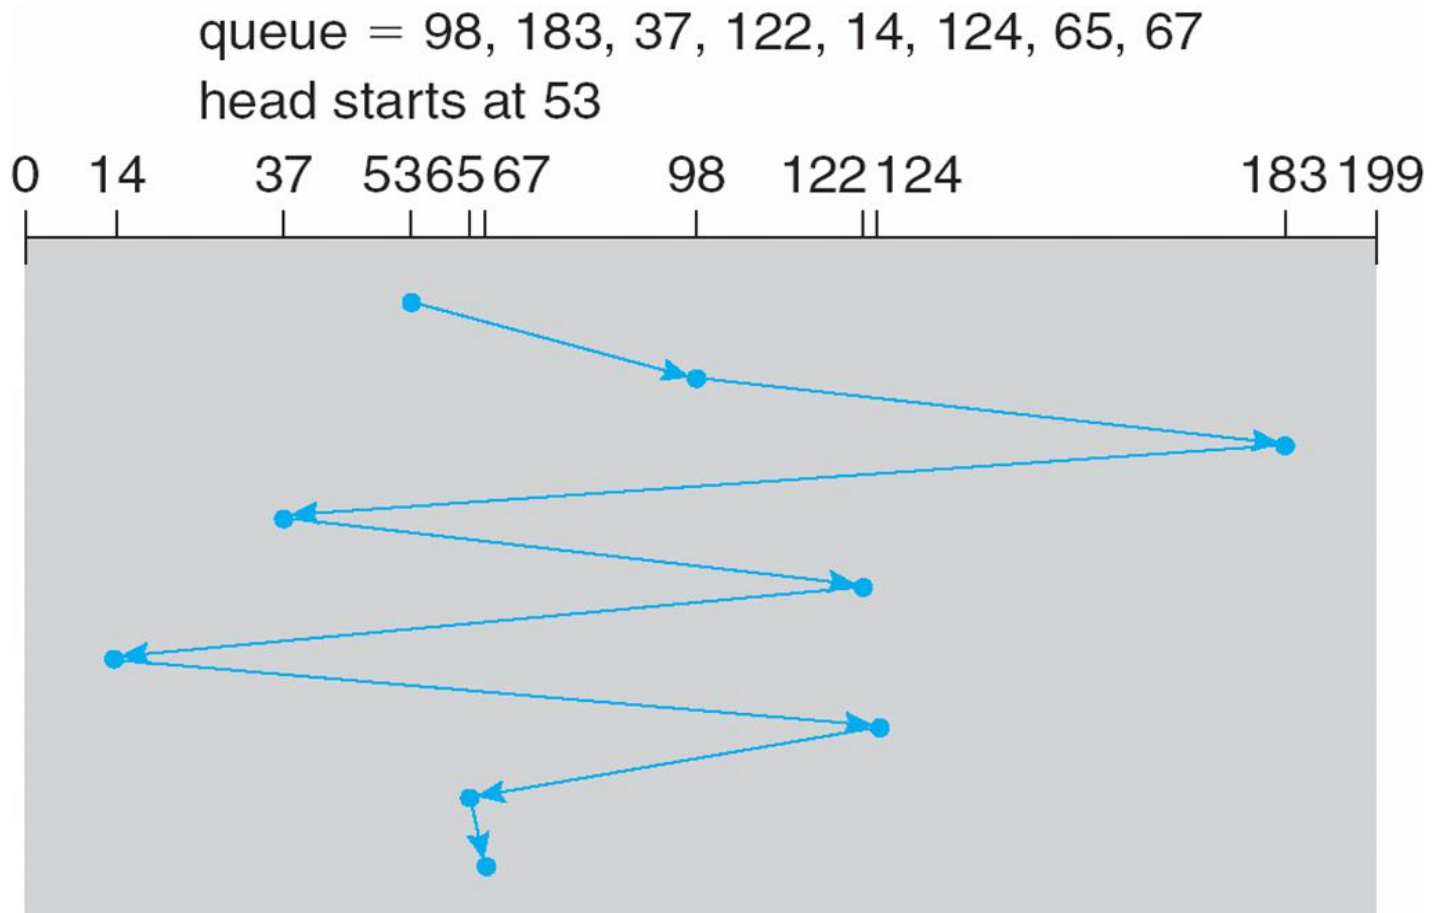 queue = 98, 183, 37, 122, 14, 124, 65, 67
head starts at 53
0 14 37 53 65 67 98 122 124 183 199